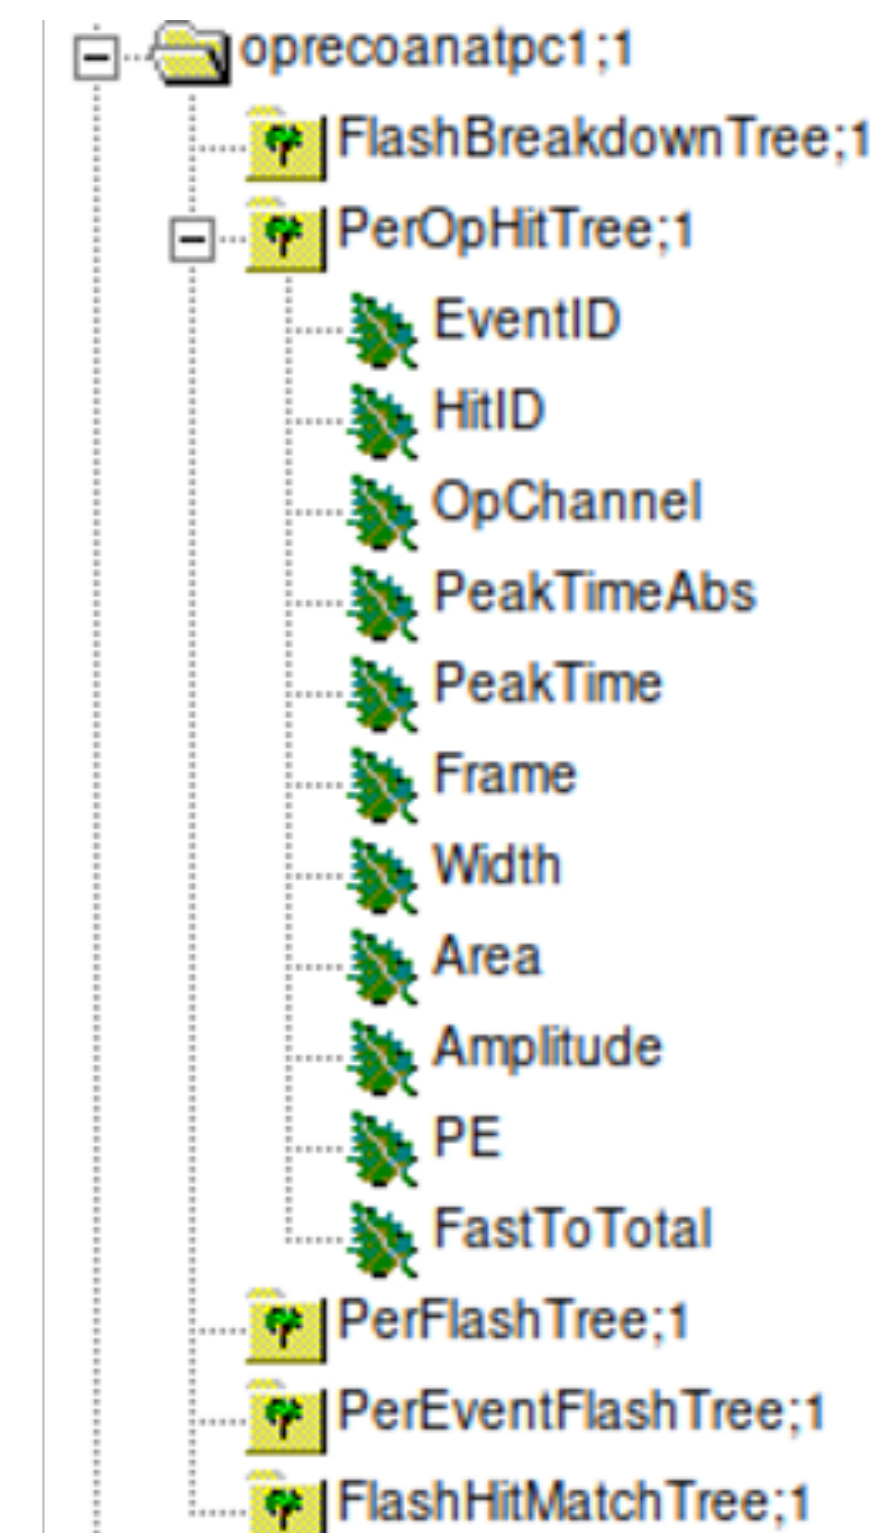 oprecoanatpc1;1
FlashBreakdownTree;1
PerOpHitTree;1
EventID
HitID
OpChannel
PeakTimeAbs
PeakTime
Frame
Width
Area
Amplitude
PE
FastToTotal
PerFlashTree;1
PerEventFlashTree;1
FlashHitMatchTree;1